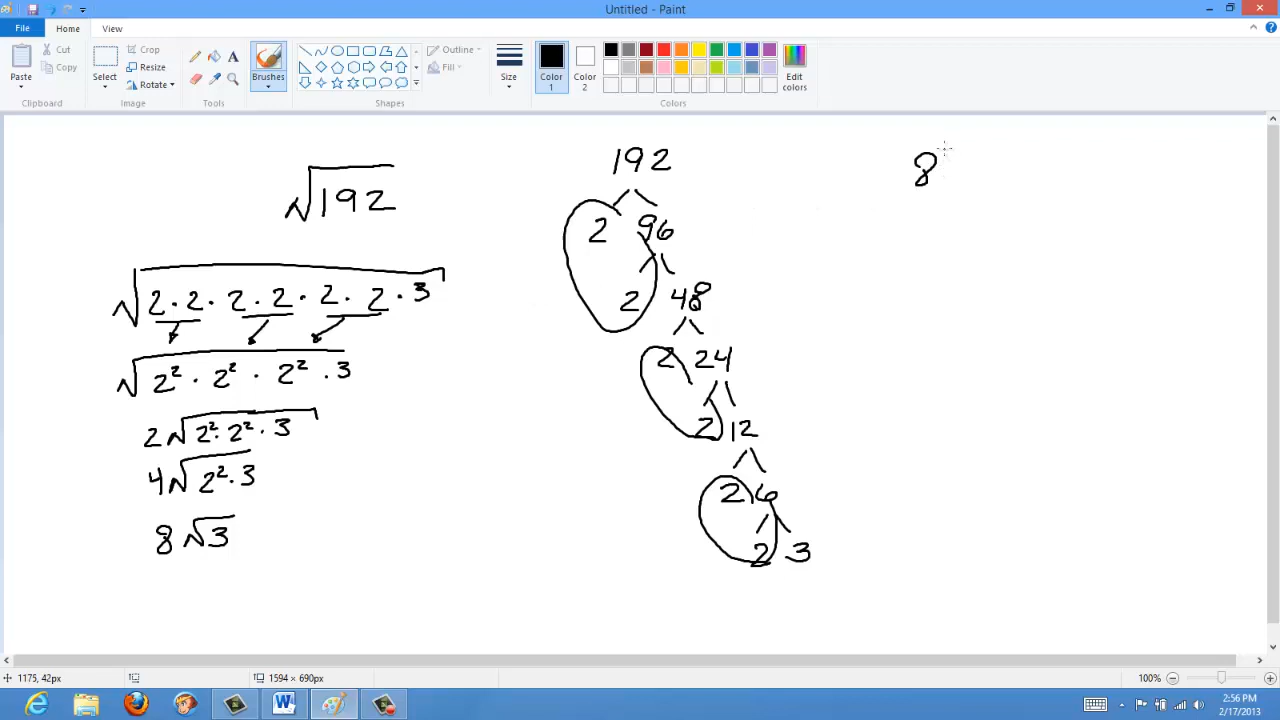 Untitled - Paint
File Home View
Paste Cut Copy Select Crop Resize Rotate Brushes Outline Fill Size Color 1 Color 2 Edit colors
Clipboard Image Tools Shapes Colors
√192
√2·2·2·2·2·2·3
√2²·2²·2²·3
2√2²·2²·3
4√2²·3
8√3
192
2 96
2 48
2 24
2 12
2 6
2 3
8
1175, 42px 1594 × 690px 100%
2:56 PM
2/17/2013